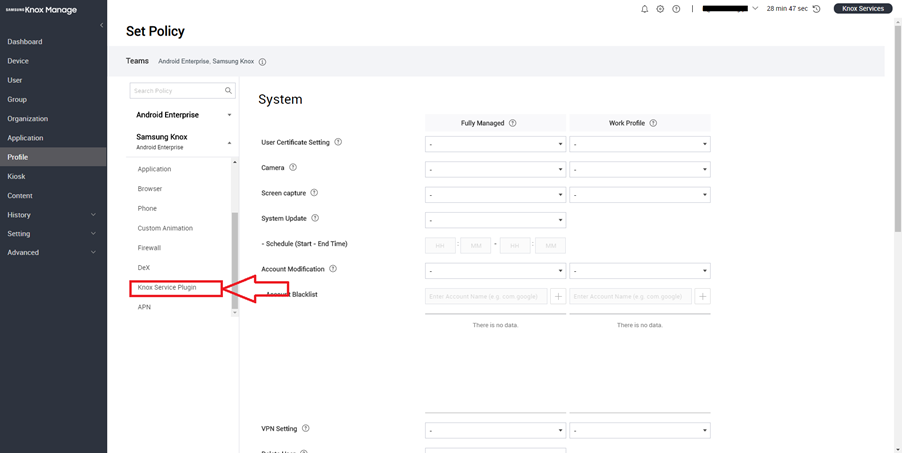 SAMSUNG Knox Manage
28 min 47 sec
Knox Services
Dashboard
Device
User
Group
Organization
Application
Profile
Kiosk
Content
History
Setting
Advanced
Set Policy
Teams Android Enterprise, Samsung Knox
Search Policy
Android Enterprise
Samsung Knox
Android Enterprise
Application
Browser
Phone
Custom Animation
Firewall
DeX
Knox Service Plugin
APN
System
Fully Managed Work Profile
User Certificate Setting - -
Camera - -
Screen capture - -
System Update -
- Schedule (Start - End Time) HH : MM - HH : MM
Account Modification - -
Blacklist Enter Account Name (e.g. com.google) + Enter Account Name (e.g. com.google) +
There is no data. There is no data.
VPN Setting - -